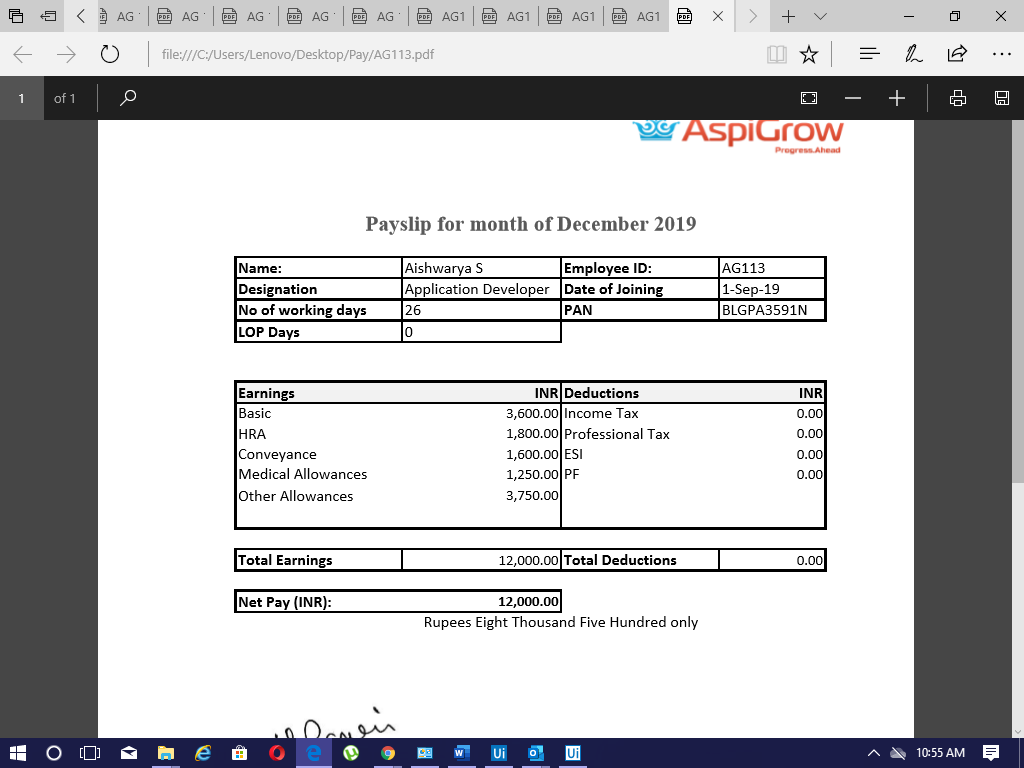 AG AG AG AG AG AG1 AG1 AG1 AG1
file:///C:/Users/Lenovo/Desktop/Pay/AG113.pdf
1 of 1
AspiGrow
Progress.Ahead
Payslip for month of December 2019
Name: Aishwarya S Employee ID: AG113
Designation Application Developer Date of Joining 1-Sep-19
No of working days 26 PAN BLGPA3591N
LOP Days 0
Earnings INR Deductions INR
Basic 3,600.00 Income Tax 0.00
HRA 1,800.00 Professional Tax 0.00
Conveyance 1,600.00 ESI 0.00
Medical Allowances 1,250.00 PF 0.00
Other Allowances 3,750.00
Total Earnings 12,000.00 Total Deductions 0.00
Net Pay (INR): 12,000.00
Rupees Eight Thousand Five Hundred only
10:55 AM